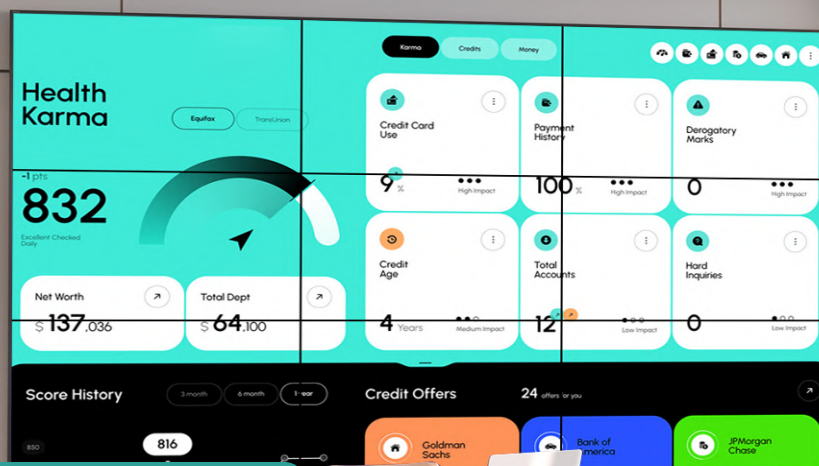 Karma
Credits
Money
Health
Karma
Equifax
TransUnion
-1 pts
832
Excellent Checked
Daily
Net Worth
$ 137,036
Total Dept
$ 64,100
Credit Card
Use
9 %
High Impact
Payment
History
100 %
High Impact
Derogatory
Marks
0
High Impact
Credit
Age
4 Years
Medium Impact
Total
Accounts
12
Low Impact
Hard
Inquiries
0
Low Impact
Score History
3 month
6 month
1 year
850
816
Credit Offers
24 offers for you
Goldman
Sachs
Bank of
America
JPMorgan
Chase